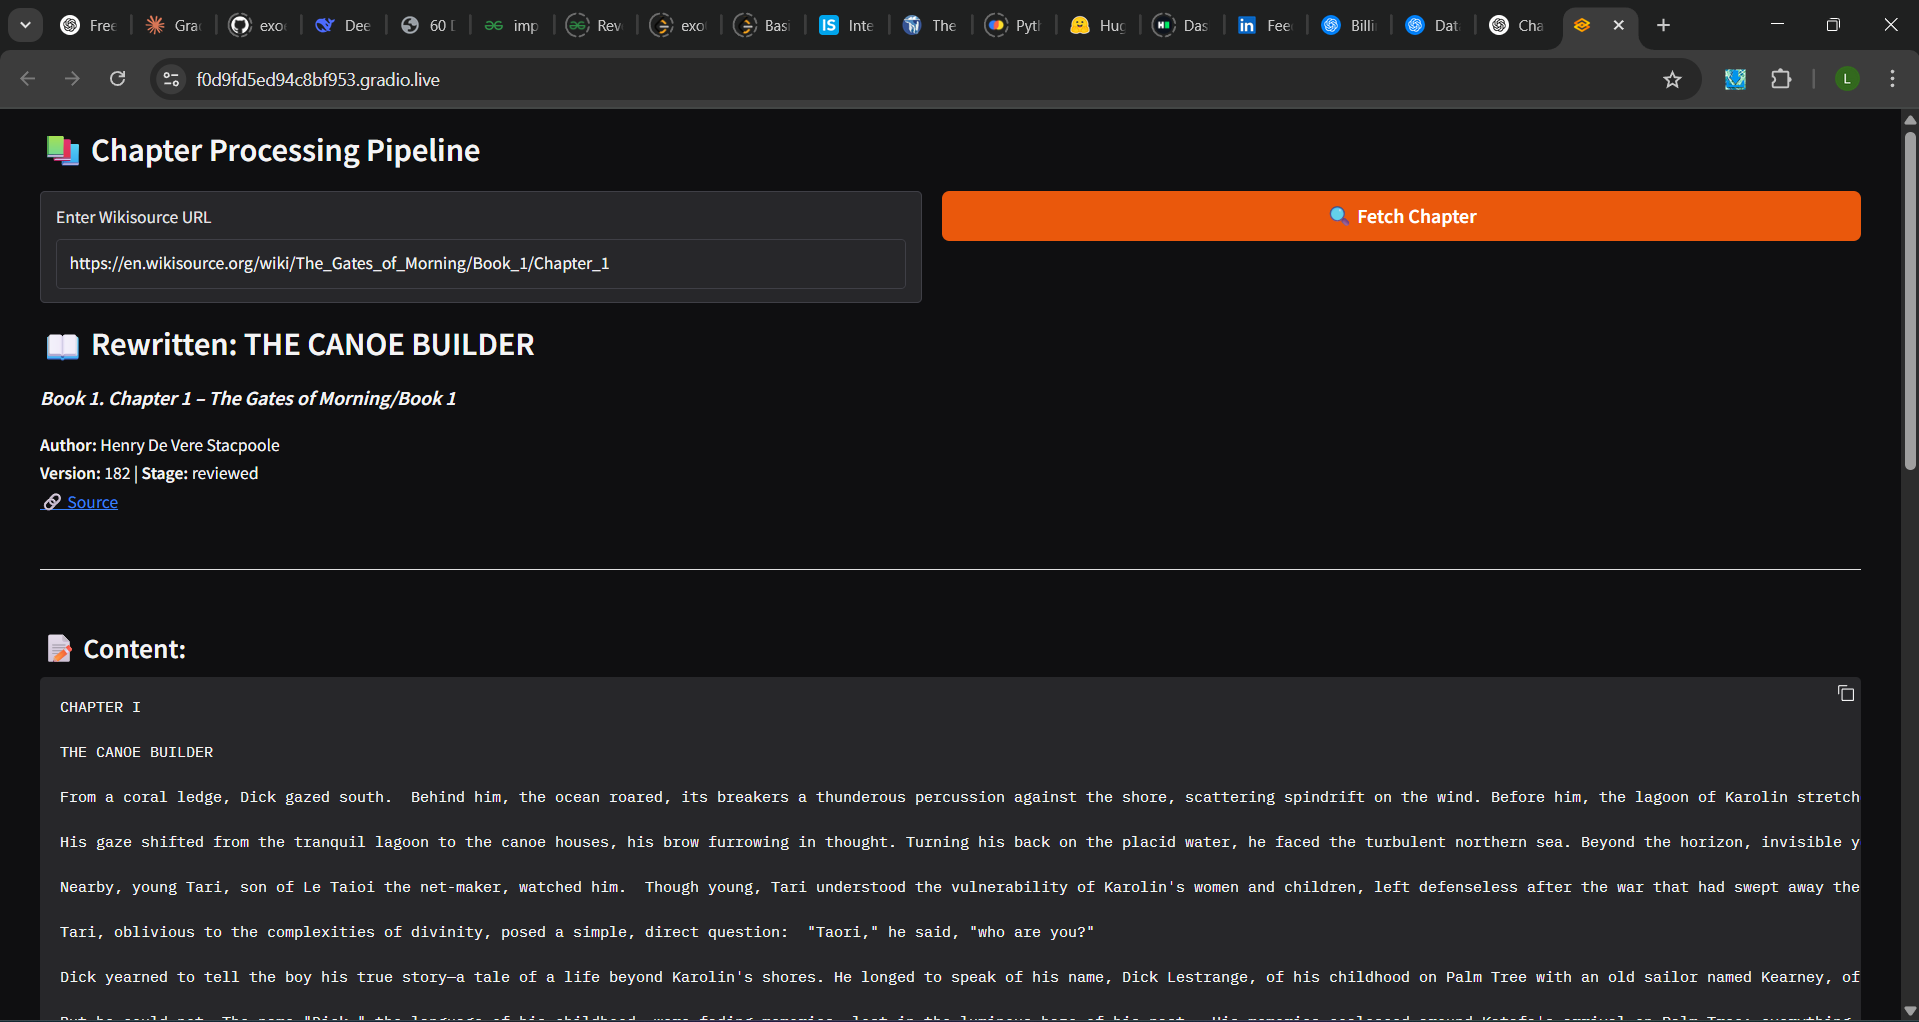 Free
Gra
exo
Dee
60
imp
Rev
exo
Basi
Inte
The
Pyth
Hug
Das
Fee
Billi
Dat
Cha
f0d9fd5ed94c8bf953.gradio.live
L
Chapter Processing Pipeline
Enter Wikisource URL
Fetch Chapter
https://en.wikisource.org/wiki/The_Gates_of_Morning/Book_1/Chapter_1
Rewritten: THE CANOE BUILDER
Book 1. Chapter 1 – The Gates of Morning/Book 1
Author: Henry De Vere Stacpoole
Version: 182 | Stage: reviewed
Source
Content:
CHAPTER I
THE CANOE BUILDER
From a coral ledge, Dick gazed south.  Behind him, the ocean roared, its breakers a thunderous percussion against the shore, scattering spindrift on the wind. Before him, the lagoon of Karolin stretch
His gaze shifted from the tranquil lagoon to the canoe houses, his brow furrowing in thought. Turning his back on the placid water, he faced the turbulent northern sea. Beyond the horizon, invisible y
Nearby, young Tari, son of Le Taioi the net-maker, watched him.  Though young, Tari understood the vulnerability of Karolin's women and children, left defenseless after the war that had swept away the
Tari, oblivious to the complexities of divinity, posed a simple, direct question:  "Taori," he said, "who are you?"
Dick yearned to tell the boy his true story—a tale of a life beyond Karolin's shores. He longed to speak of his name, Dick Lestrange, of his childhood on Palm Tree with an old sailor named Kearney, of